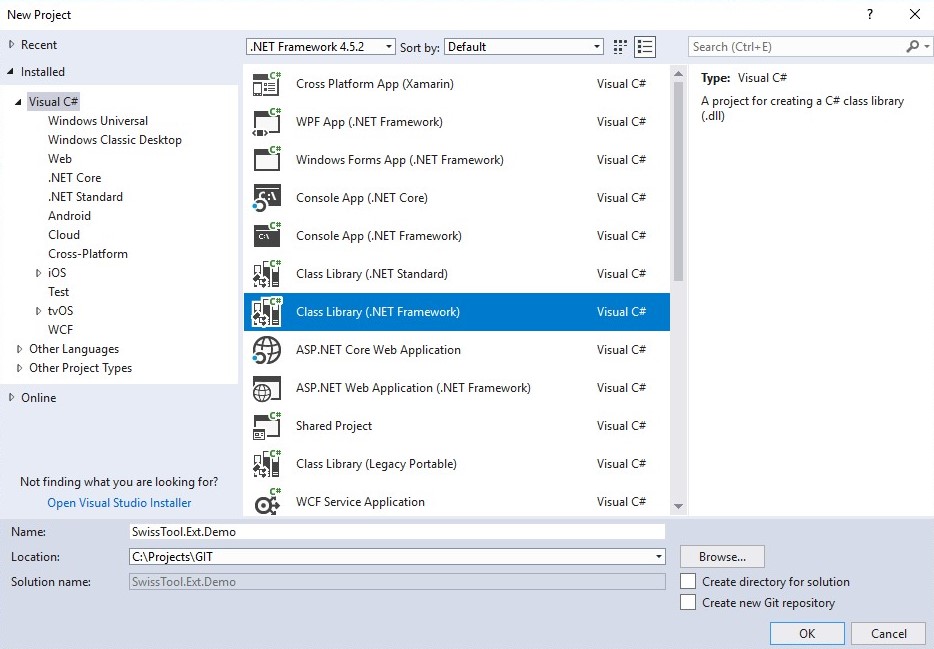 New Project
?
Recent
.NET Framework 4.5.2
Sort by:
Default
Search (Ctrl+E)
Installed
Visual C#
Windows Universal
Windows Classic Desktop
Web
.NET Core
.NET Standard
Android
Cloud
Cross-Platform
iOS
Test
tvOS
WCF
Other Languages
Other Project Types
Online
Not finding what you are looking for?
Open Visual Studio Installer
Cross Platform App (Xamarin) Visual C#
WPF App (.NET Framework) Visual C#
Windows Forms App (.NET Framework) Visual C#
Console App (.NET Core) Visual C#
Console App (.NET Framework) Visual C#
Class Library (.NET Standard) Visual C#
Class Library (.NET Framework) Visual C#
ASP.NET Core Web Application Visual C#
ASP.NET Web Application (.NET Framework) Visual C#
Shared Project Visual C#
Class Library (Legacy Portable) Visual C#
WCF Service Application Visual C#
Type: Visual C#
A project for creating a C# class library
(.dll)
Name: SwissTool.Ext.Demo
Location: C:\Projects\GIT
Browse...
Solution name: SwissTool.Ext.Demo
Create directory for solution
Create new Git repository
OK
Cancel